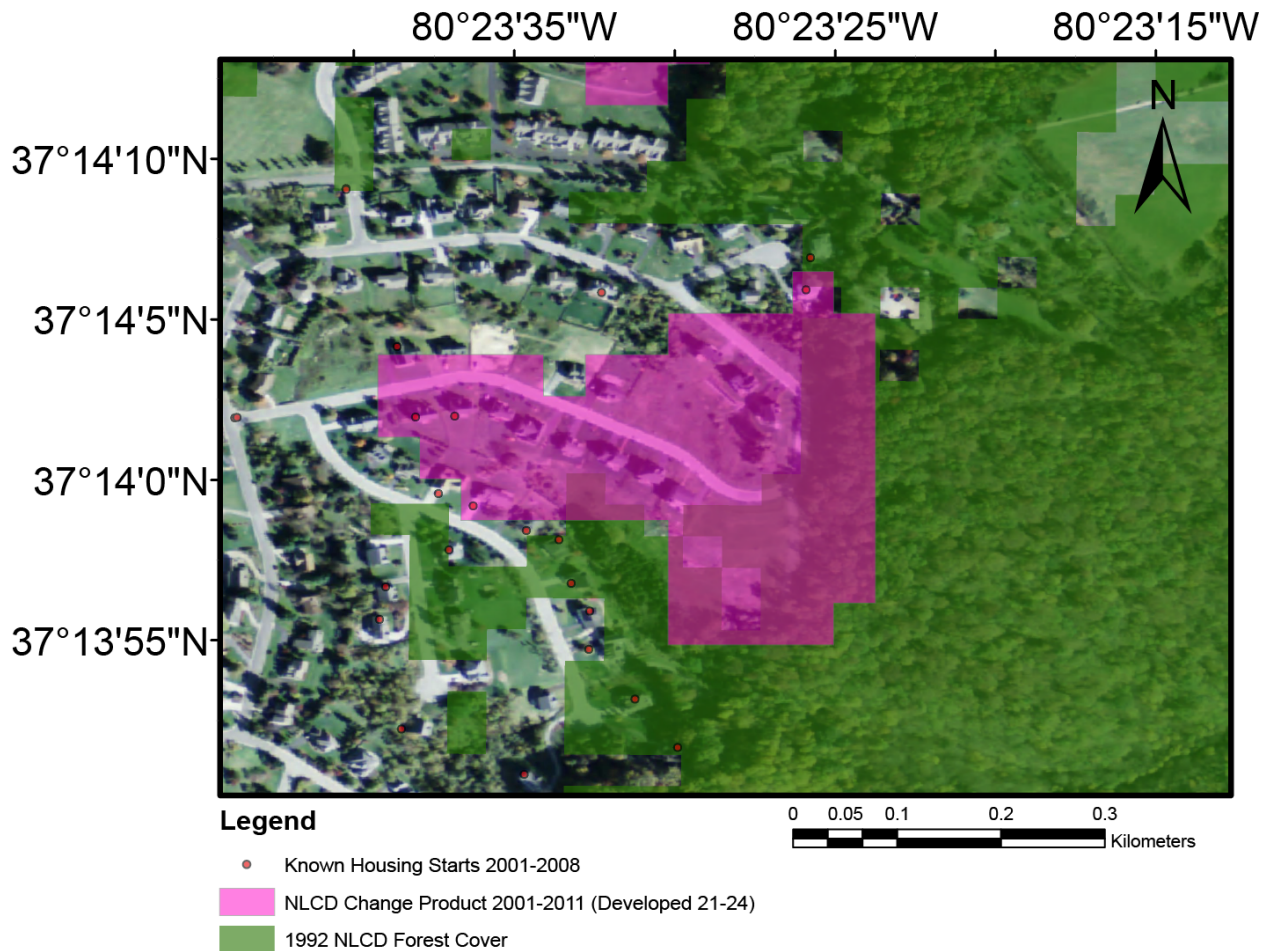 80°23'35"W 80°23'25"W 80°23'15"W
N
37°14'10"N
37°14'5"N
37°14'0"N
37°13'55"N
Legend
0 0.05 0.1 0.2 0.3
Kilometers
Known Housing Starts 2001-2008
NLCD Change Product 2001-2011 (Developed 21-24)
1992 NLCD Forest Cover